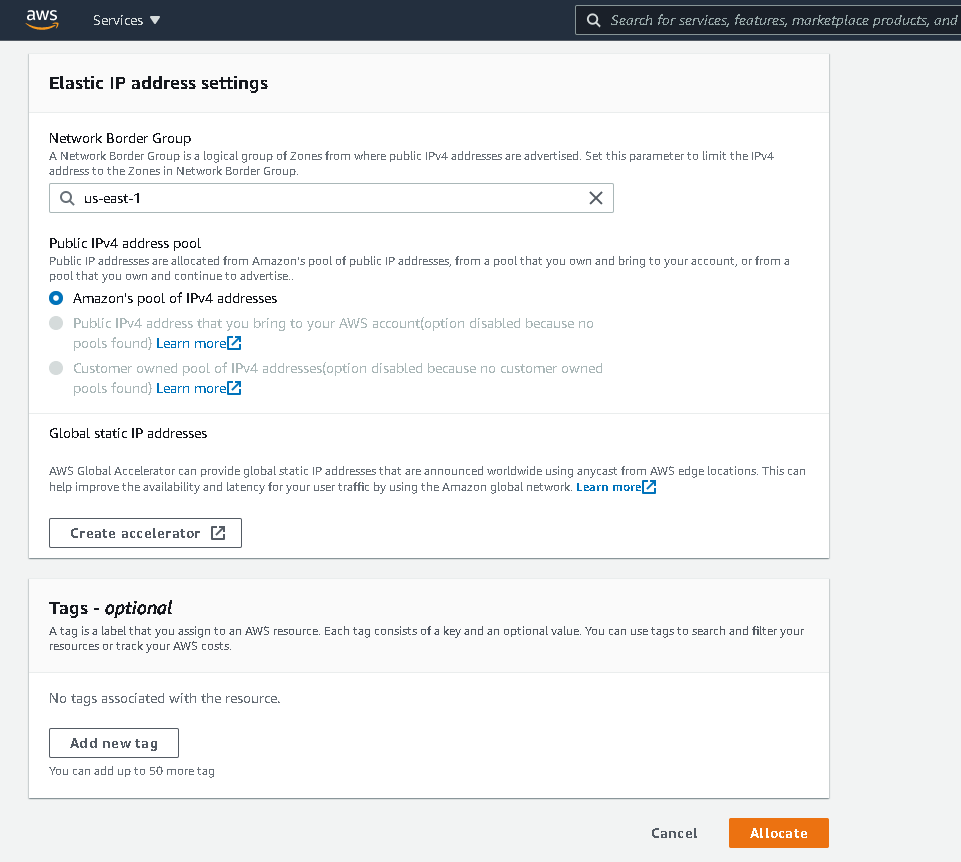 aws Services ▼ Search for services, features, marketplace products, and
Elastic IP address settings
Network Border Group
A Network Border Group is a logical group of Zones from where public IPv4 addresses are advertised. Set this parameter to limit the IPv4
address to the Zones in Network Border Group.
us-east-1
Public IPv4 address pool
Public IP addresses are allocated from Amazon's pool of public IP addresses, from a pool that you own and bring to your account, or from a
pool that you own and continue to advertise..
Amazon's pool of IPv4 addresses
Public IPv4 address that you bring to your AWS account(option disabled because no
pools found) Learn more
Customer owned pool of IPv4 addresses(option disabled because no customer owned
pools found) Learn more
Global static IP addresses
AWS Global Accelerator can provide global static IP addresses that are announced worldwide using anycast from AWS edge locations. This can
help improve the availability and latency for your user traffic by using the Amazon global network. Learn more
Create accelerator
Tags - optional
A tag is a label that you assign to an AWS resource. Each tag consists of a key and an optional value. You can use tags to search and filter your
resources or track your AWS costs.
No tags associated with the resource.
Add new tag
You can add up to 50 more tag
Cancel Allocate